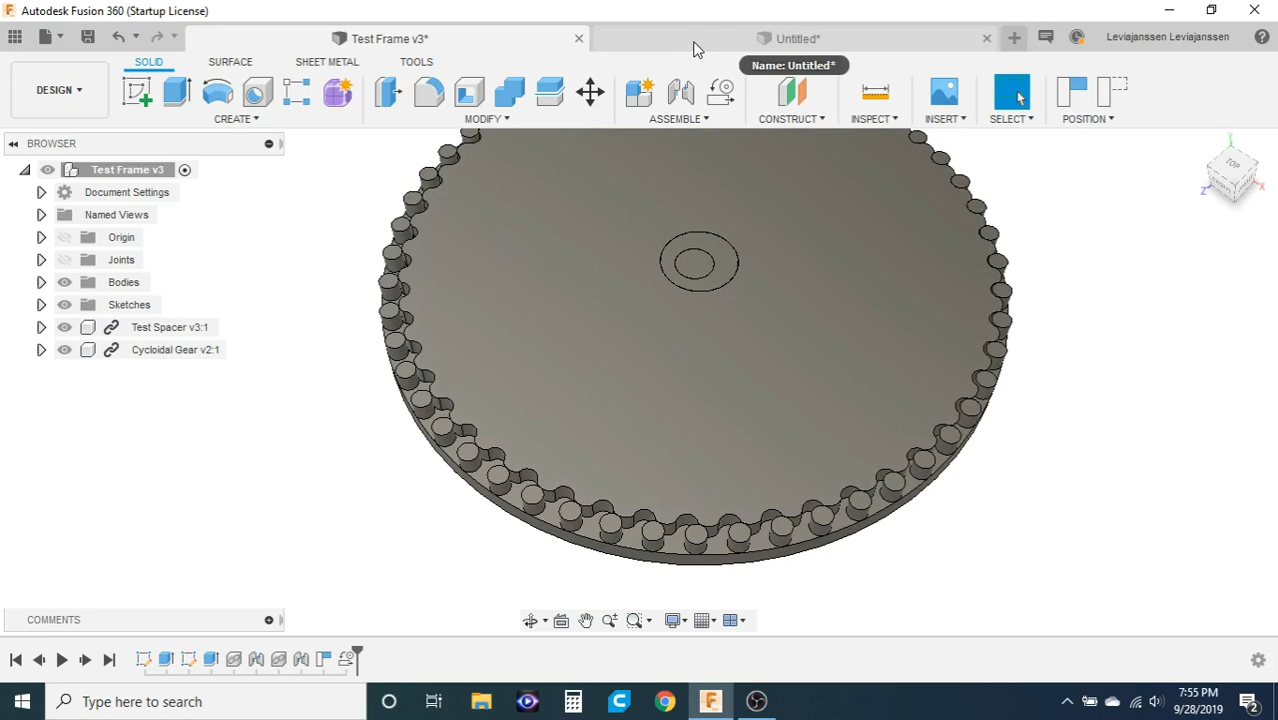 Autodesk Fusion 360 (Startup License)
Test Frame v3*
Untitled*
Leviajanssen Leviajanssen
Name: Untitled*
SOLID
SURFACE
SHEET METAL
TOOLS
DESIGN
CREATE
MODIFY
ASSEMBLE
CONSTRUCT
INSPECT
INSERT
SELECT
POSITION
BROWSER
Test Frame v3
Document Settings
Named Views
Origin
Joints
Bodies
Sketches
Test Spacer v3:1
Cycloidal Gear v2:1
TOP
Y
Z
X
COMMENTS
Type here to search
7:55 PM
9/28/2019
2